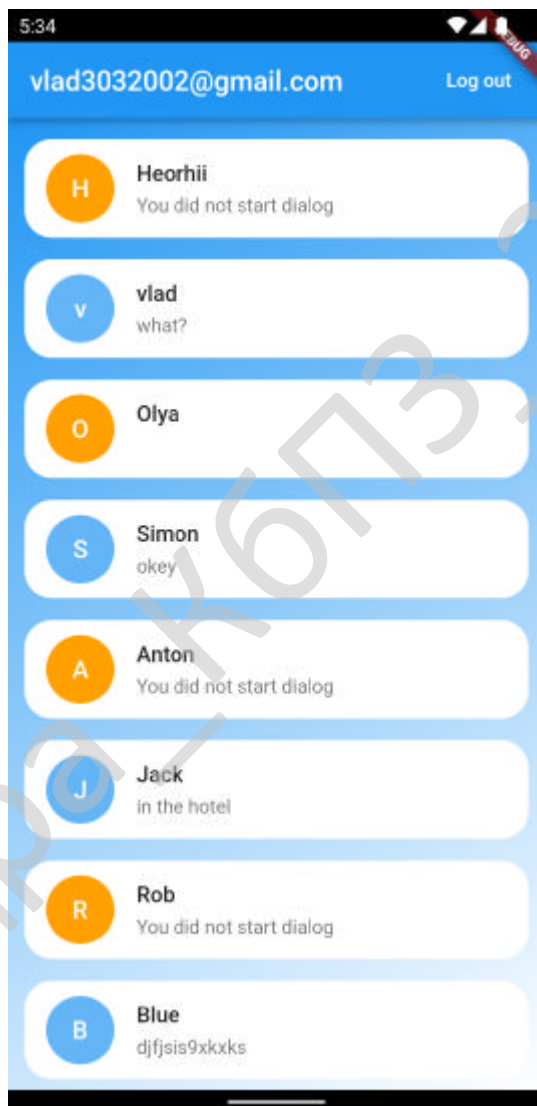 5:34
DEBUG
vlad3032002@gmail.com
Log out
H
Heorhii
You did not start dialog
v
vlad
what?
O
Olya
S
Simon
okey
A
Anton
You did not start dialog
J
Jack
in the hotel
R
Rob
You did not start dialog
B
Blue
djfjsis9xkxks